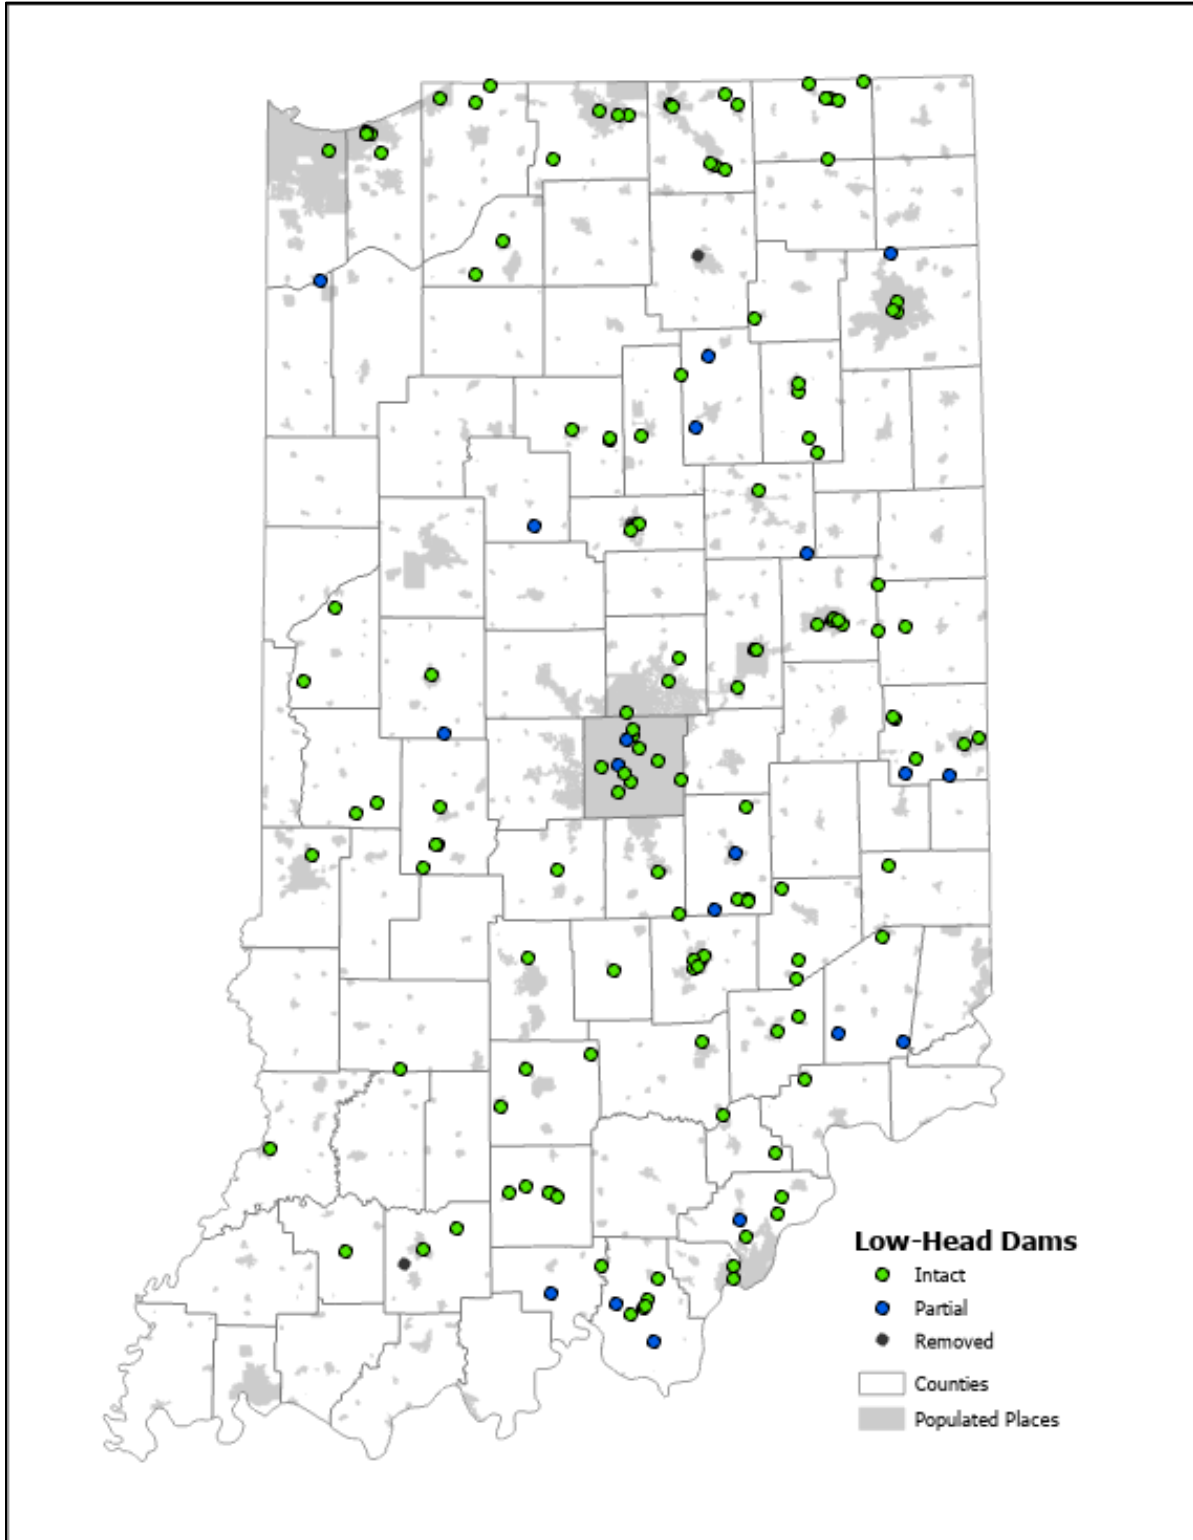 Low-Head Dams
Intact
Partial
Removed
Counties
Populated Places